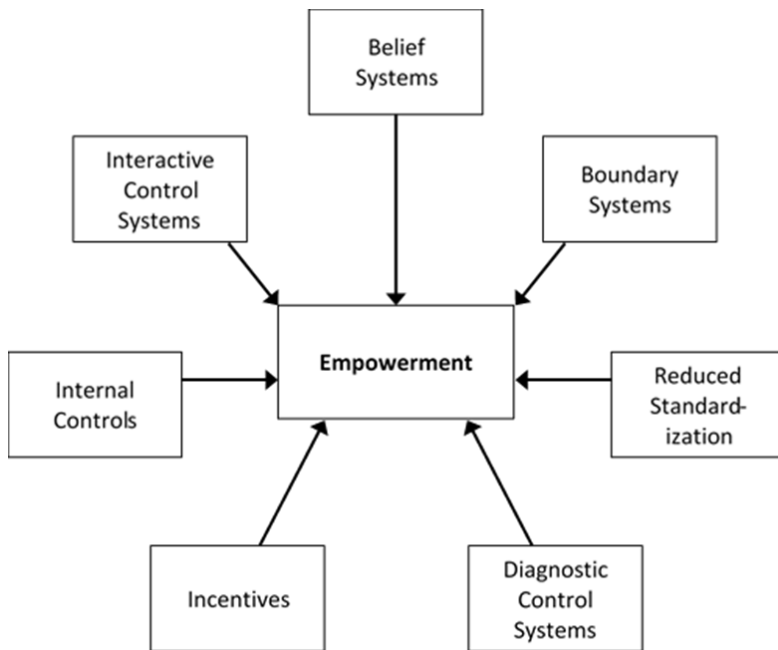 Belief
Systems
Interactive
Control
Systems
Boundary
Systems
Empowerment
Internal
Controls
Reduced
Standard-
ization
Incentives
Diagnostic
Control
Systems